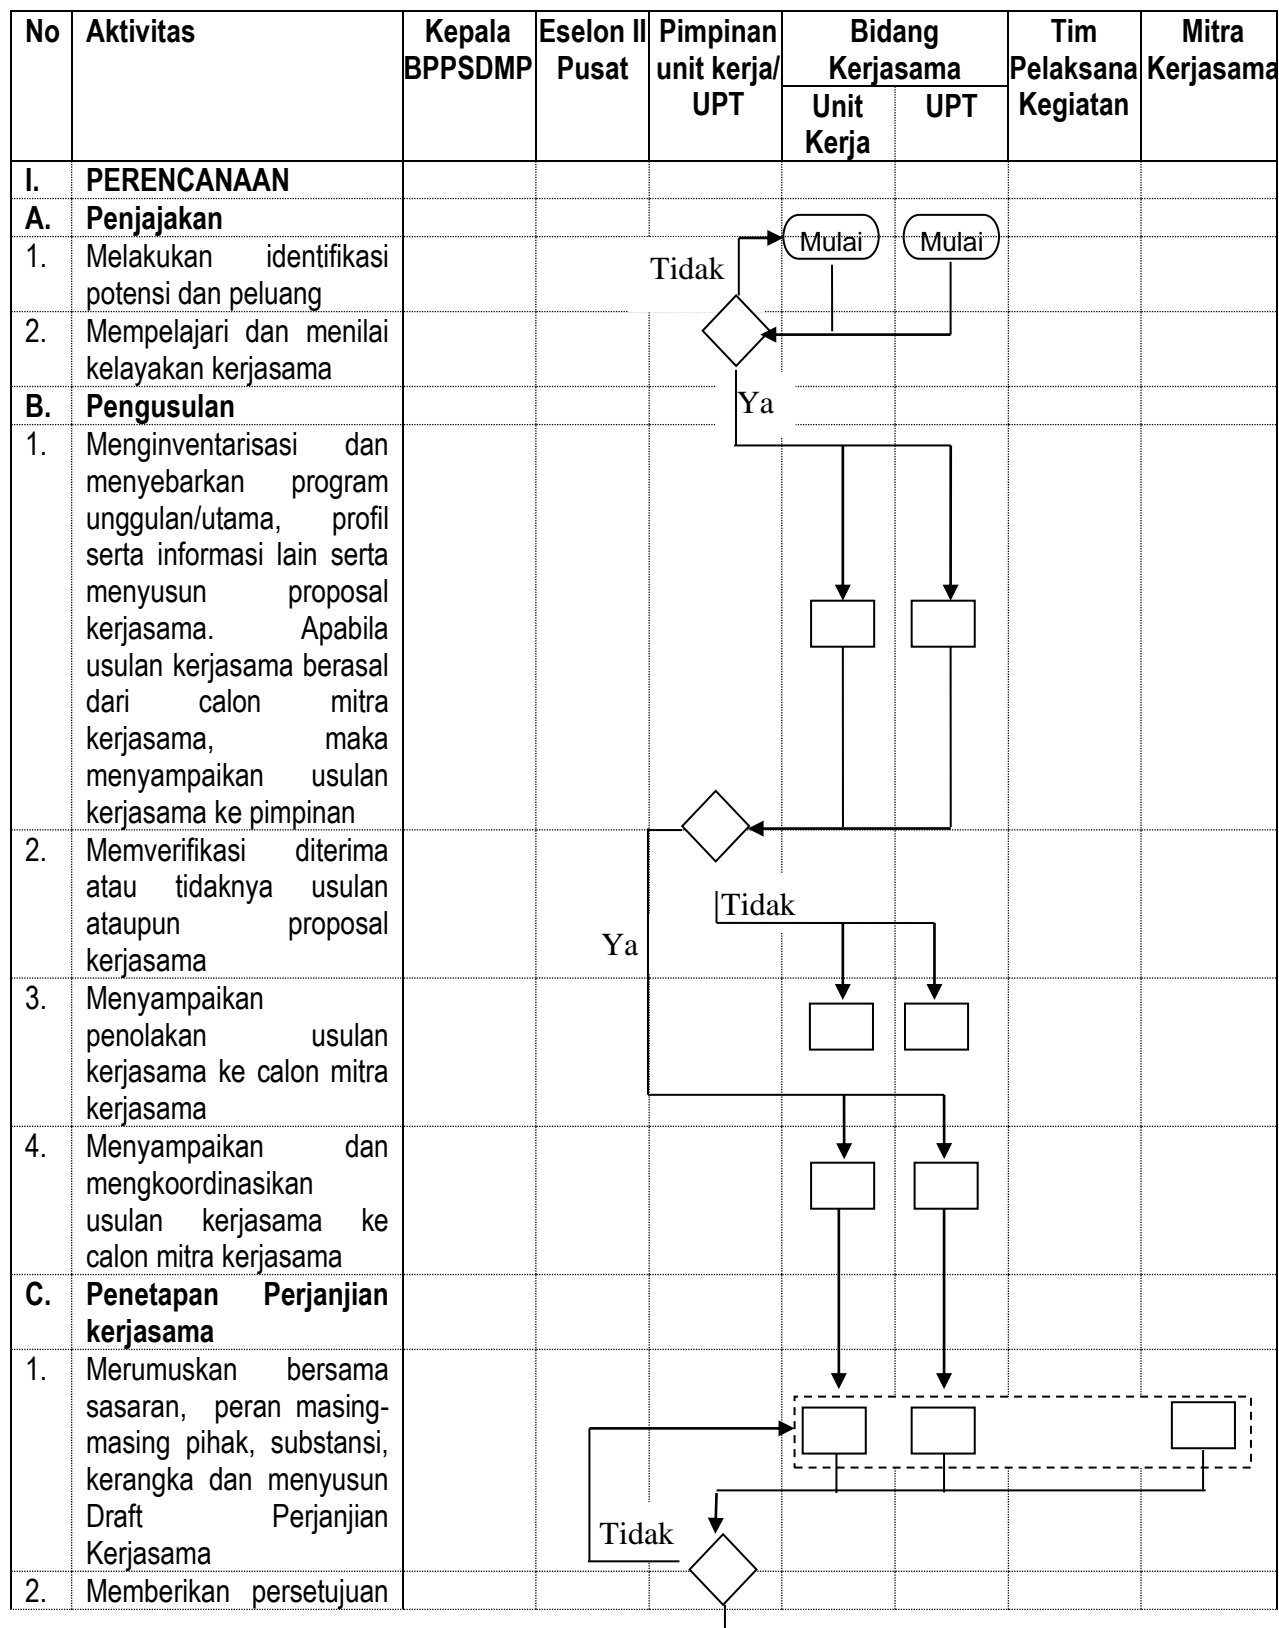 No Aktivitas Kepala BPPSDMP Eselon II Pusat Pimpinan unit kerja/ UPT Bidang Kerjasama Tim Pelaksana Kegiatan Mitra Kerjasama
Unit Kerja UPT
I. PERENCANAAN
A. Penjajakan
Mulai Mulai
1. Melakukan identifikasi
potensi dan peluang
Tidak
2. Mempelajari dan menilai
kelayakan kerjasama
B. Pengusulan
Ya
1. Menginventarisasi dan
menyebarkan program
unggulan/utama, profil
serta informasi lain serta
menyusun proposal
kerjasama. Apabila
usulan kerjasama berasal
dari calon mitra
kerjasama, maka
menyampaikan usulan
kerjasama ke pimpinan
2. Memverifikasi diterima
atau tidaknya usulan
ataupun proposal
kerjasama
Tidak
Ya
3. Menyampaikan
penolakan usulan
kerjasama ke calon mitra
kerjasama
4. Menyampaikan dan
mengkoordinasikan
usulan kerjasama ke
calon mitra kerjasama
C. Penetapan Perjanjian
kerjasama
1. Merumuskan bersama
sasaran, peran masing-
masing pihak, substansi,
kerangka dan menyusun
Draft Perjanjian
Kerjasama
Tidak
2. Memberikan persetujuan